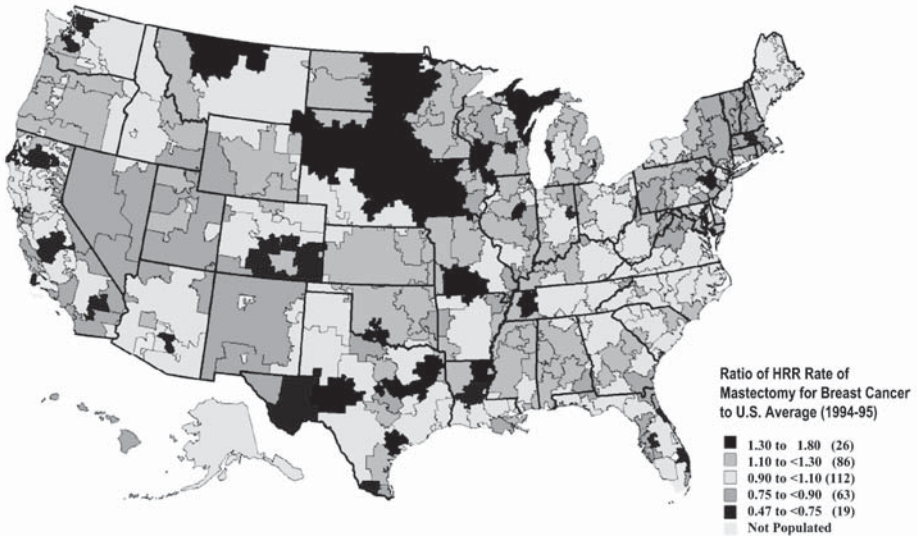 Ratio of HRR Rate of
Mastectomy for Breast Cancer
to U.S. Average (1994-95)
1.30 to 1.80 (26)
1.10 to <1.30 (86)
0.90 to <1.10 (112)
0.75 to <0.90 (63)
0.47 to <0.75 (19)
Not Populated